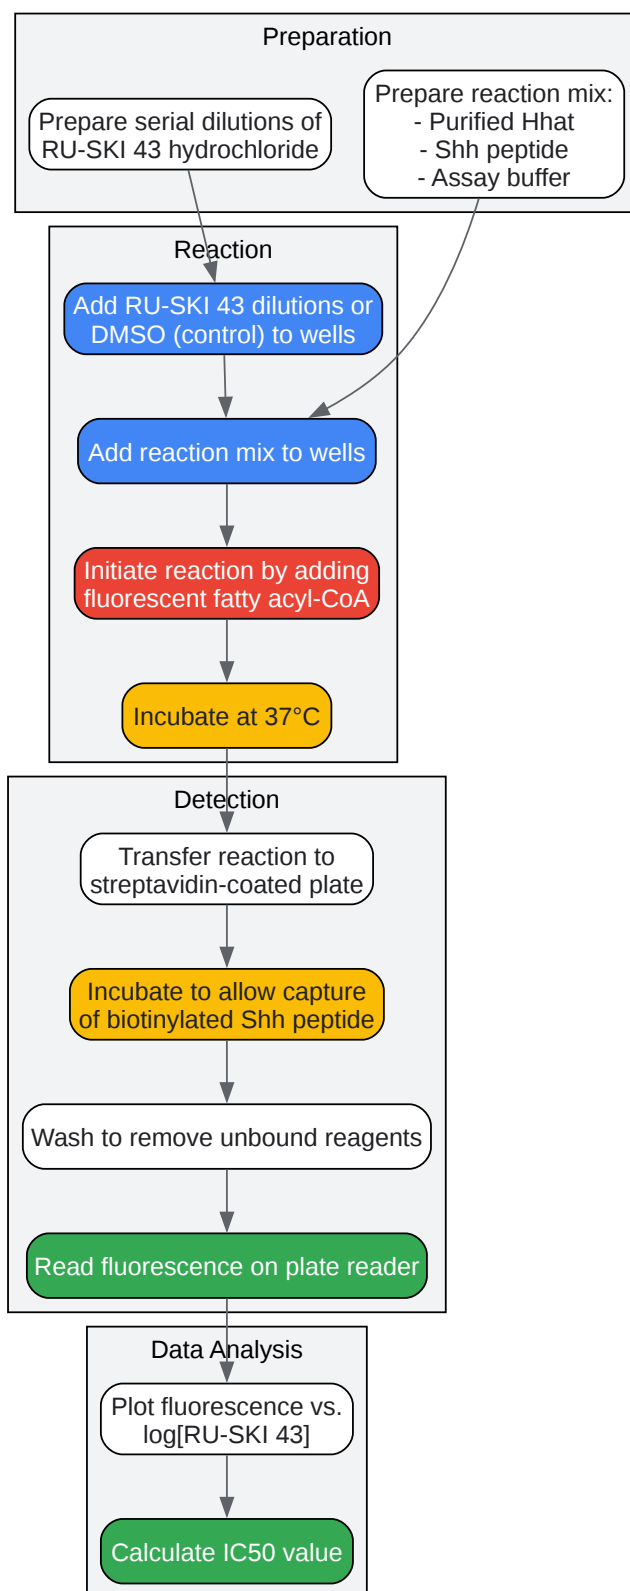 Preparation
Prepare serial dilutions of
RU-SKI 43 hydrochloride
Prepare reaction mix:
- Purified Hhat
- Shh peptide
- Assay buffer
Reaction
Add RU-SKI 43 dilutions or
DMSO (control) to wells
Add reaction mix to wells
Initiate reaction by adding
fluorescent fatty acyl-CoA
Incubate at 37°C
Detection
Transfer reaction to
streptavidin-coated plate
Incubate to allow capture
of biotinylated Shh peptide
Wash to remove unbound reagents
Read fluorescence on plate reader
Data Analysis
Plot fluorescence vs.
log[RU-SKI 43]
Calculate IC50 value